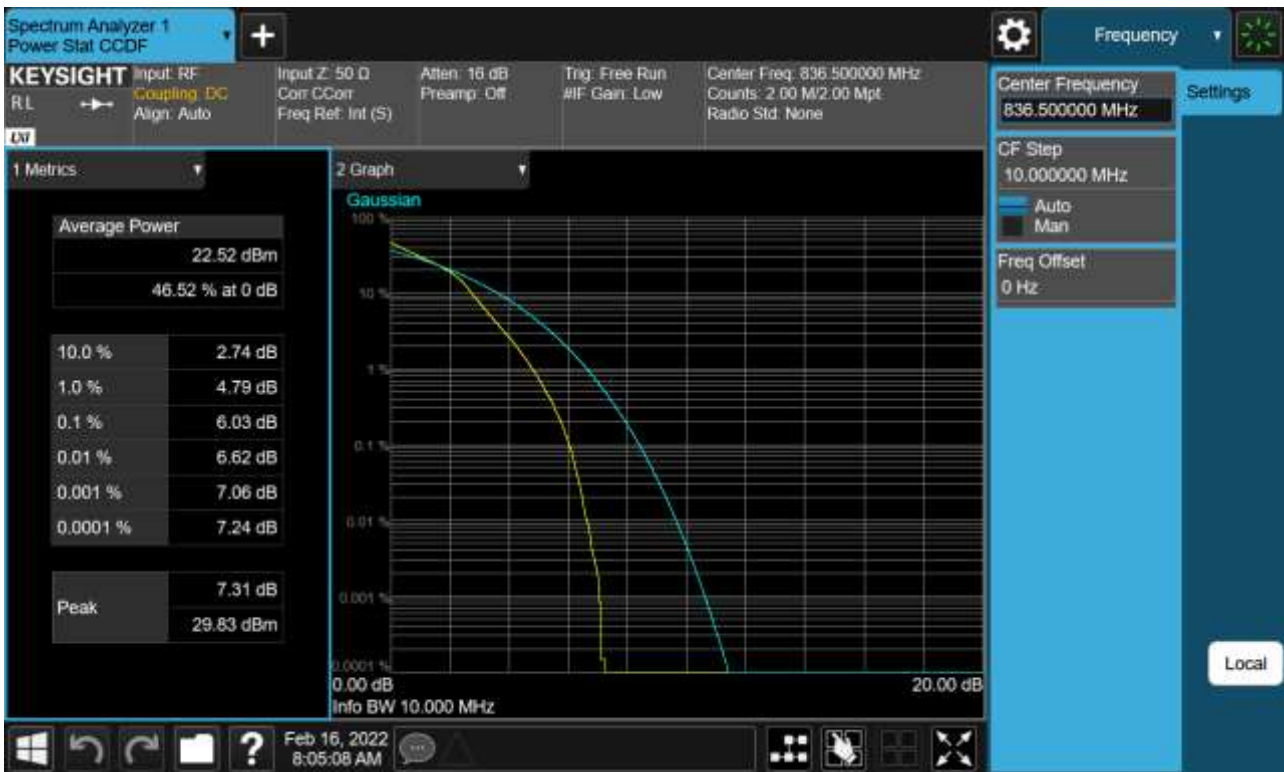 Spectrum Analyzer 1
Power Stat CCDF
Frequency
KEYSIGHT
RL
Input: RF
Coupling: DC
Align: Auto
Input Z: 50 Ω
Corr CCorr
Freq Ref: Int (S)
Atten: 16 dB
Preamp: Off
Trig: Free Run
#IF Gain: Low
Center Freq: 836.500000 MHz
Counts: 2.00 M/2.00 Mpt
Radio Std: None
LXI
Center Frequency
836.500000 MHz
Settings
CF Step
10.000000 MHz
Auto
Man
Freq Offset
0 Hz
1 Metrics
Average Power
22.52 dBm
46.52 % at 0 dB
10.0 % 2.74 dB
1.0 % 4.79 dB
0.1 % 6.03 dB
0.01 % 6.62 dB
0.001 % 7.06 dB
0.0001 % 7.24 dB
Peak
7.31 dB
29.83 dBm
2 Graph
Gaussian
100 %
10 %
1 %
0.1 %
0.01 %
0.001 %
0.0001 %
0.00 dB
20.00 dB
Info BW 10.000 MHz
Local
?
Feb 16, 2022
8:05:08 AM